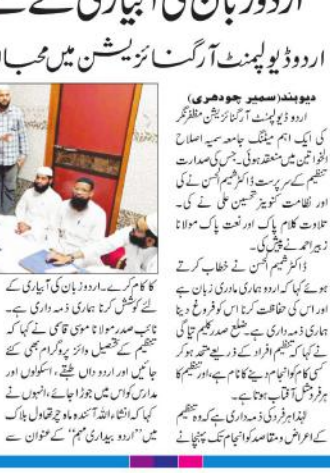 اردو زبان کی آبیاری کے لئے
اردو ڈیولپمنٹ آرگنائزیشن میں محبا
دیوبند (سمیر چودھری)
اردو ڈیولپمنٹ آرگنائزیشن مظفرنگر
کی ایک اہم میٹنگ جامعہ سمیہ اصلاح
الخواتین میں منعقد ہوئی۔ جس کی صدارت
تنظیم کے سرپرست ڈاکٹر شمیم الحسن نے کی
اور نظامت کنوینر تحسین علی نے کی۔
تلاوت کلام پاک اور نعت پاک مولانا
زبیر احمد نے پیش کی۔
ڈاکٹر شمیم الحسن نے خطاب کرتے
ہوئے کہا کہ اردو ہماری مادری زبان ہے
اور اس کی حفاظت کرنا اس کو فروغ دینا
ہماری ذمہ داری ہے۔ ضلع صدر کلیم تیاگی
نے کہا کہ تنظیم افراد کے ذریعے متحد ہو کر
کسی کام کو انجام دینے کا نام ہے، اور تنظیم کا
ہر فرد مثل آفتاب ہوتا ہے۔
لہذا ہر فرد کی ذمہ داری ہے کہ وہ تنظیم
کے اعراض و مقاصد کو انجام تک پہنچانے
کا کام کرے۔ اردو زبان کی آبیاری کے
لئے کوشش کرنا ہماری ذمہ داری ہے۔
نائب صدر مولانا موسی قاسمی نے کہا کہ
تنظیم کے تحصیل وائز پروگرام بھی کئے
جائیں اور اردو داں طبقے، اسکولوں اور
مدارس کو اس میں جوڑا جائے، انہوں نے
کہا کہ انشاء اللہ آئندہ ماہ چرتھاول بلاک
میں "اردو بیداری مہم" کے عنوان سے